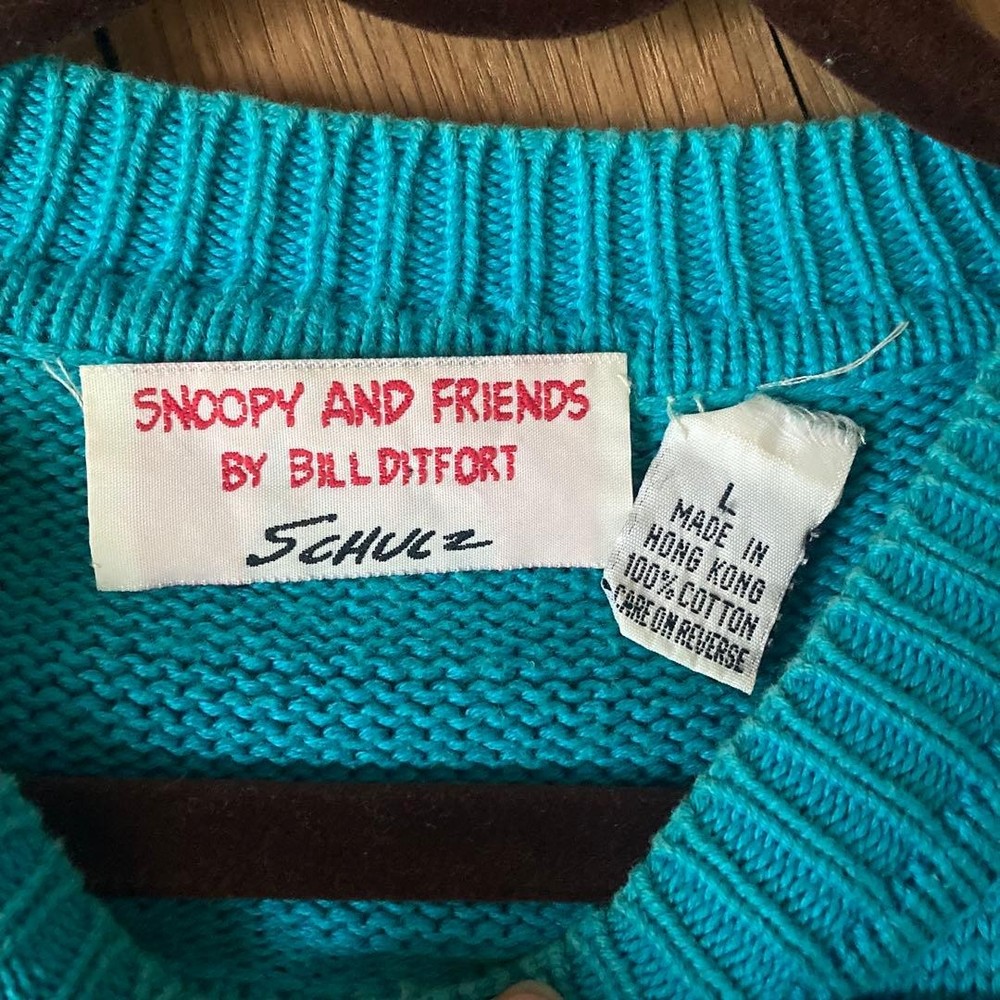 SNOOPY AND FRIENDS
BY BILL DITFORT
SCHULZ
L
MADE IN
HONG KONG
100% COTTON
CARE ON REVERSE